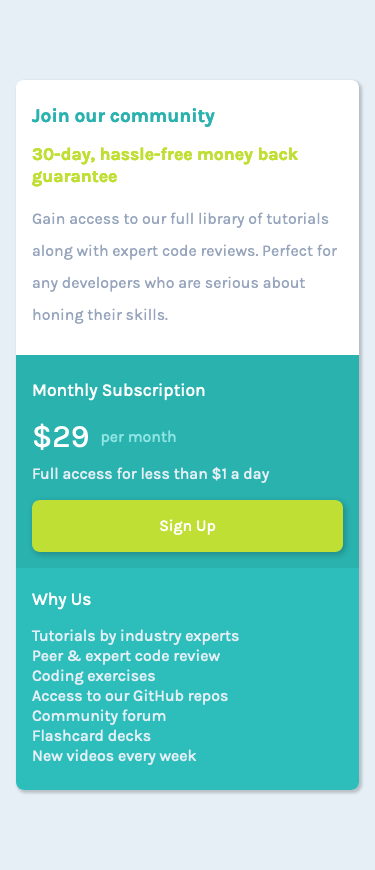 Join our community
30-day, hassle-free money back
guarantee
Gain access to our full library of tutorials
along with expert code reviews. Perfect for
any developers who are serious about
honing their skills.
Monthly Subscription
$29 per month
Full access for less than $1 a day
Sign Up
Why Us
Tutorials by industry experts
Peer & expert code review
Coding exercises
Access to our GitHub repos
Community forum
Flashcard decks
New videos every week